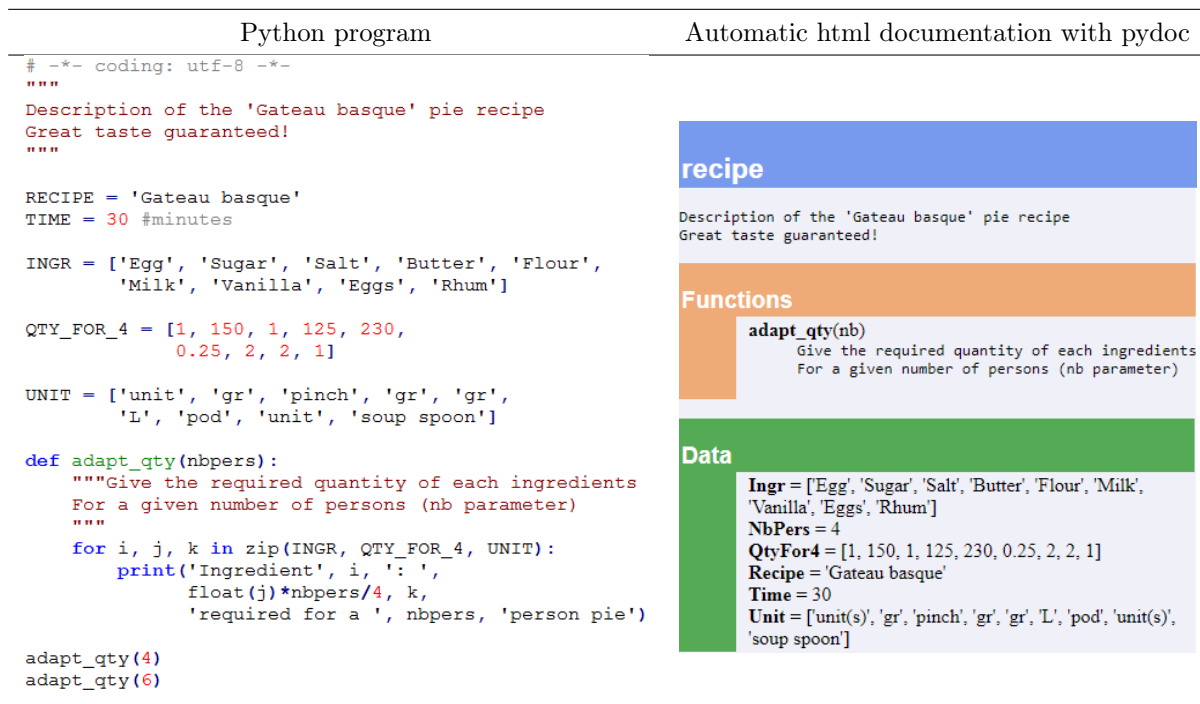 Python program
Automatic html documentation with pydoc
# -*- coding: utf-8 -*-
"""
Description of the 'Gateau basque' pie recipe
Great taste guaranteed!
"""
RECIPE = 'Gateau basque'
TIME = 30 #minutes
INGR = ['Egg', 'Sugar', 'Salt', 'Butter', 'Flour',
'Milk', 'Vanilla', 'Eggs', 'Rhum']
QTY_FOR_4 = [1, 150, 1, 125, 230,
0.25, 2, 2, 1]
UNIT = ['unit', 'gr', 'pinch', 'gr', 'gr',
'L', 'pod', 'unit', 'soup spoon']
def adapt_qty(nbpers):
"""Give the required quantity of each ingredients
For a given number of persons (nb parameter)
"""
for i, j, k in zip(INGR, QTY_FOR_4, UNIT):
print('Ingredient', i, ': ',
float(j)*nbpers/4, k,
'required for a ', nbpers, 'person pie')
adapt_qty(4)
adapt_qty(6)
recipe
Description of the 'Gateau basque' pie recipe
Great taste guaranteed!
Functions
adapt_qty(nb)
Give the required quantity of each ingredients
For a given number of persons (nb parameter)
Data
Ingr = ['Egg', 'Sugar', 'Salt', 'Butter', 'Flour', 'Milk',
'Vanilla', 'Eggs', 'Rhum']
NbPers = 4
QtyFor4 = [1, 150, 1, 125, 230, 0.25, 2, 2, 1]
Recipe = 'Gateau basque'
Time = 30
Unit = ['unit(s)', 'gr', 'pinch', 'gr', 'gr', 'L', 'pod', 'unit(s)',
'soup spoon']